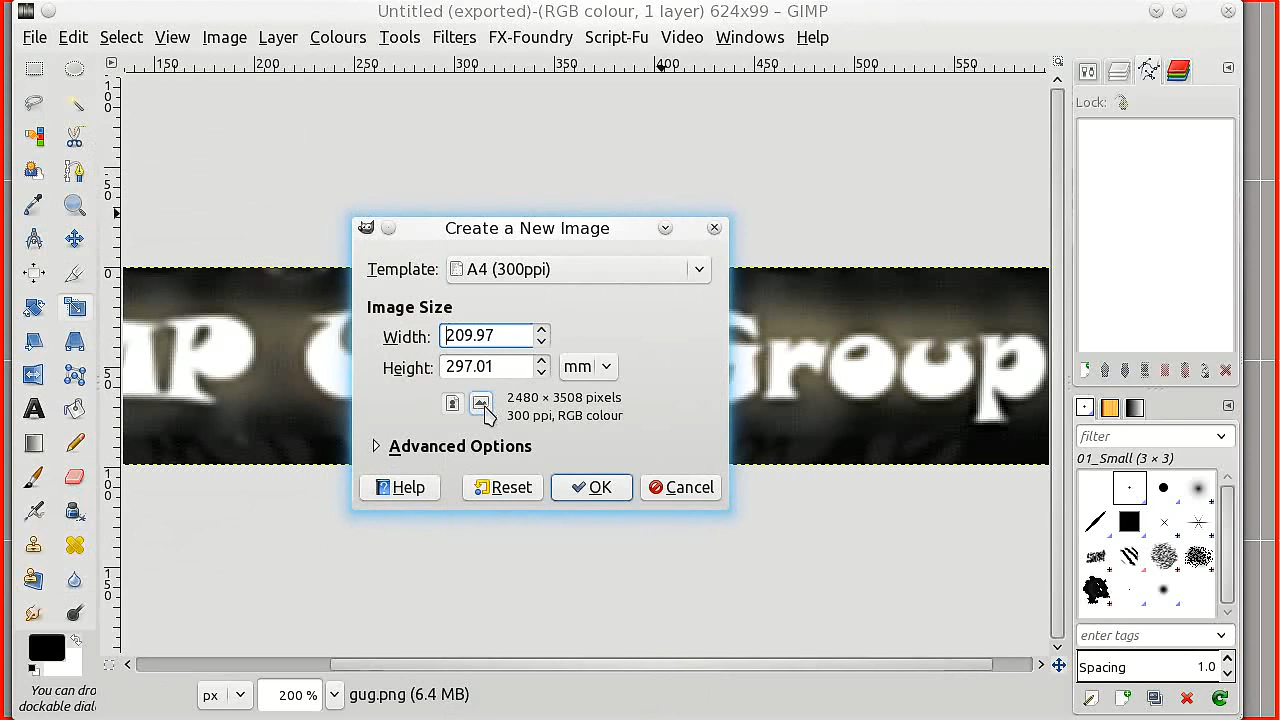 Untitled (exported)-(RGB colour, 1 layer) 624x99 – GIMP
File Edit Select View Image Layer Colours Tools Filters FX-Foundry Script-Fu Video Windows Help
150 200 250 300 350 400 450 500 550
Lock:
Create a New Image
Template: A4 (300ppi)
Image Size
Width: 209.97
Height: 297.01 mm
2480 × 3508 pixels
300 ppi, RGB colour
Advanced Options
Help Reset OK Cancel
Group
filter
01_Small (3 × 3)
enter tags
Spacing 1.0
You can dro
dockable dial
px 200 % gug.png (6.4 MB)